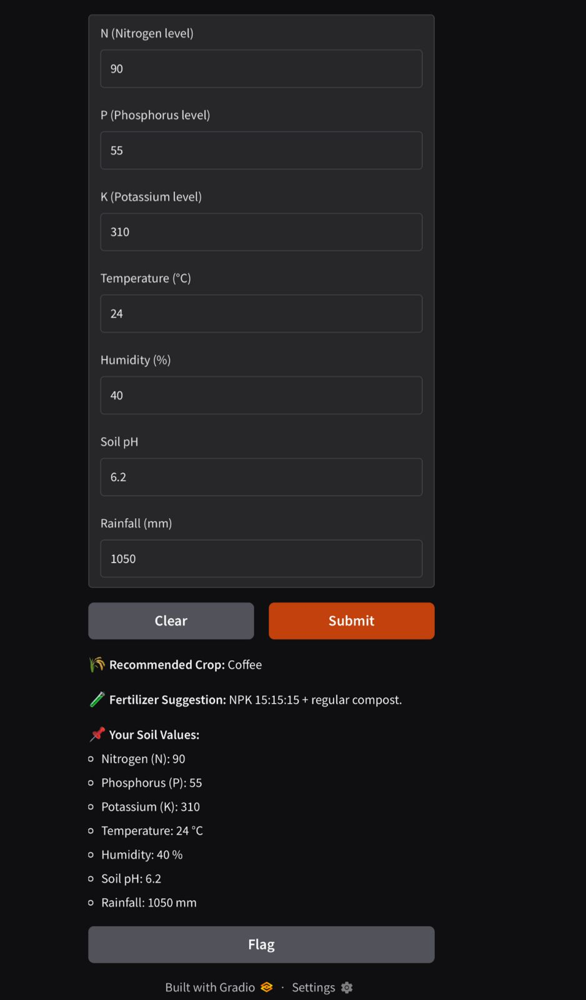 N (Nitrogen level)
90
P (Phosphorus level)
55
K (Potassium level)
310
Temperature (°C)
24
Humidity (%)
40
Soil pH
6.2
Rainfall (mm)
1050
Clear
Submit
Recommended Crop: Coffee
Fertilizer Suggestion: NPK 15:15:15 + regular compost.
Your Soil Values:
Nitrogen (N): 90
Phosphorus (P): 55
Potassium (K): 310
Temperature: 24 °C
Humidity: 40 %
Soil pH: 6.2
Rainfall: 1050 mm
Flag
Built with Gradio · Settings